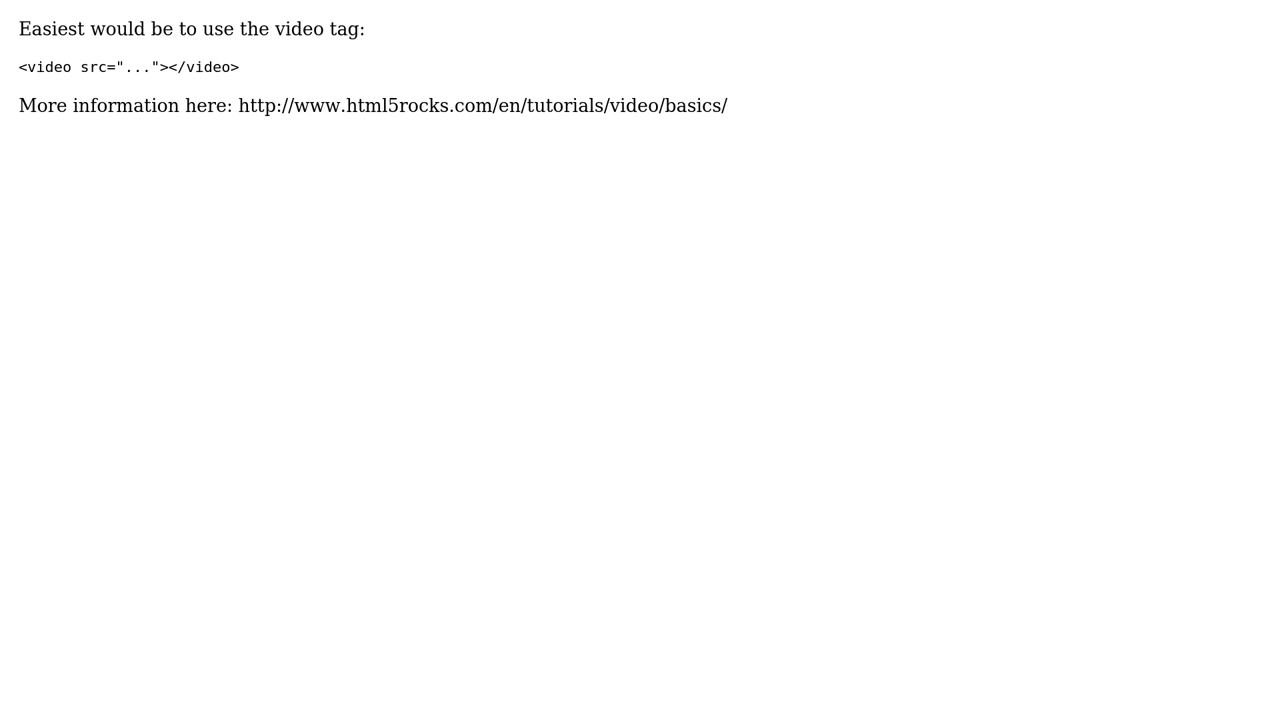 Easiest would be to use the video tag:
<video src="..."></video>
More information here: http://www.html5rocks.com/en/tutorials/video/basics/